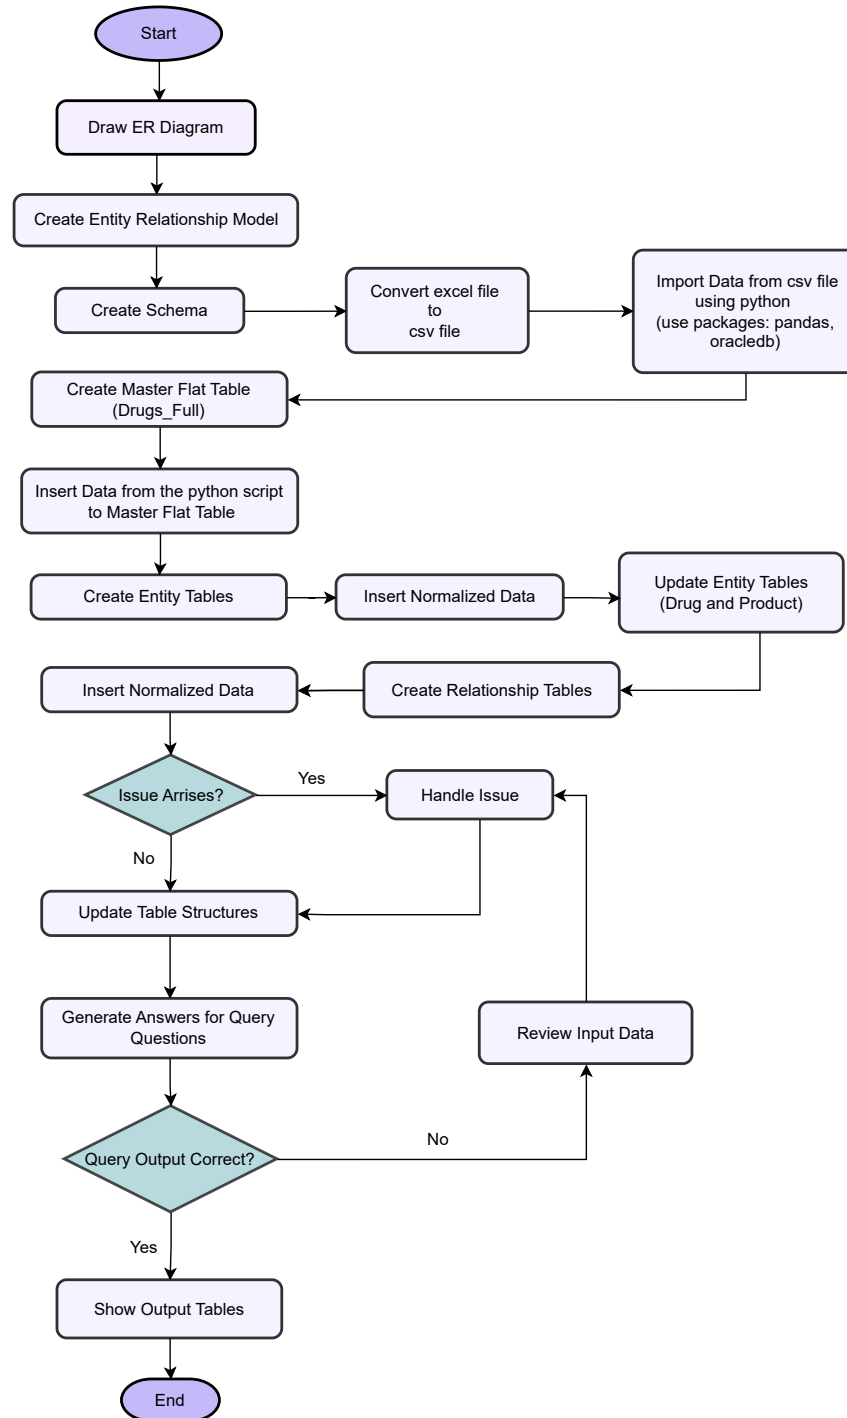 Start
Draw ER Diagram
Create Entity Relationship Model
Create Schema
Convert excel file
to
csv file
Import Data from csv file
using python
(use packages: pandas,
oracledb)
Create Master Flat Table
(Drugs_Full)
Insert Data from the python script
to Master Flat Table
Create Entity Tables
Insert Normalized Data
Update Entity Tables
(Drug and Product)
Create Relationship Tables
Insert Normalized Data
Issue Arrises?
Yes
Handle Issue
No
Update Table Structures
Generate Answers for Query
Questions
Review Input Data
Query Output Correct?
No
Yes
Show Output Tables
End